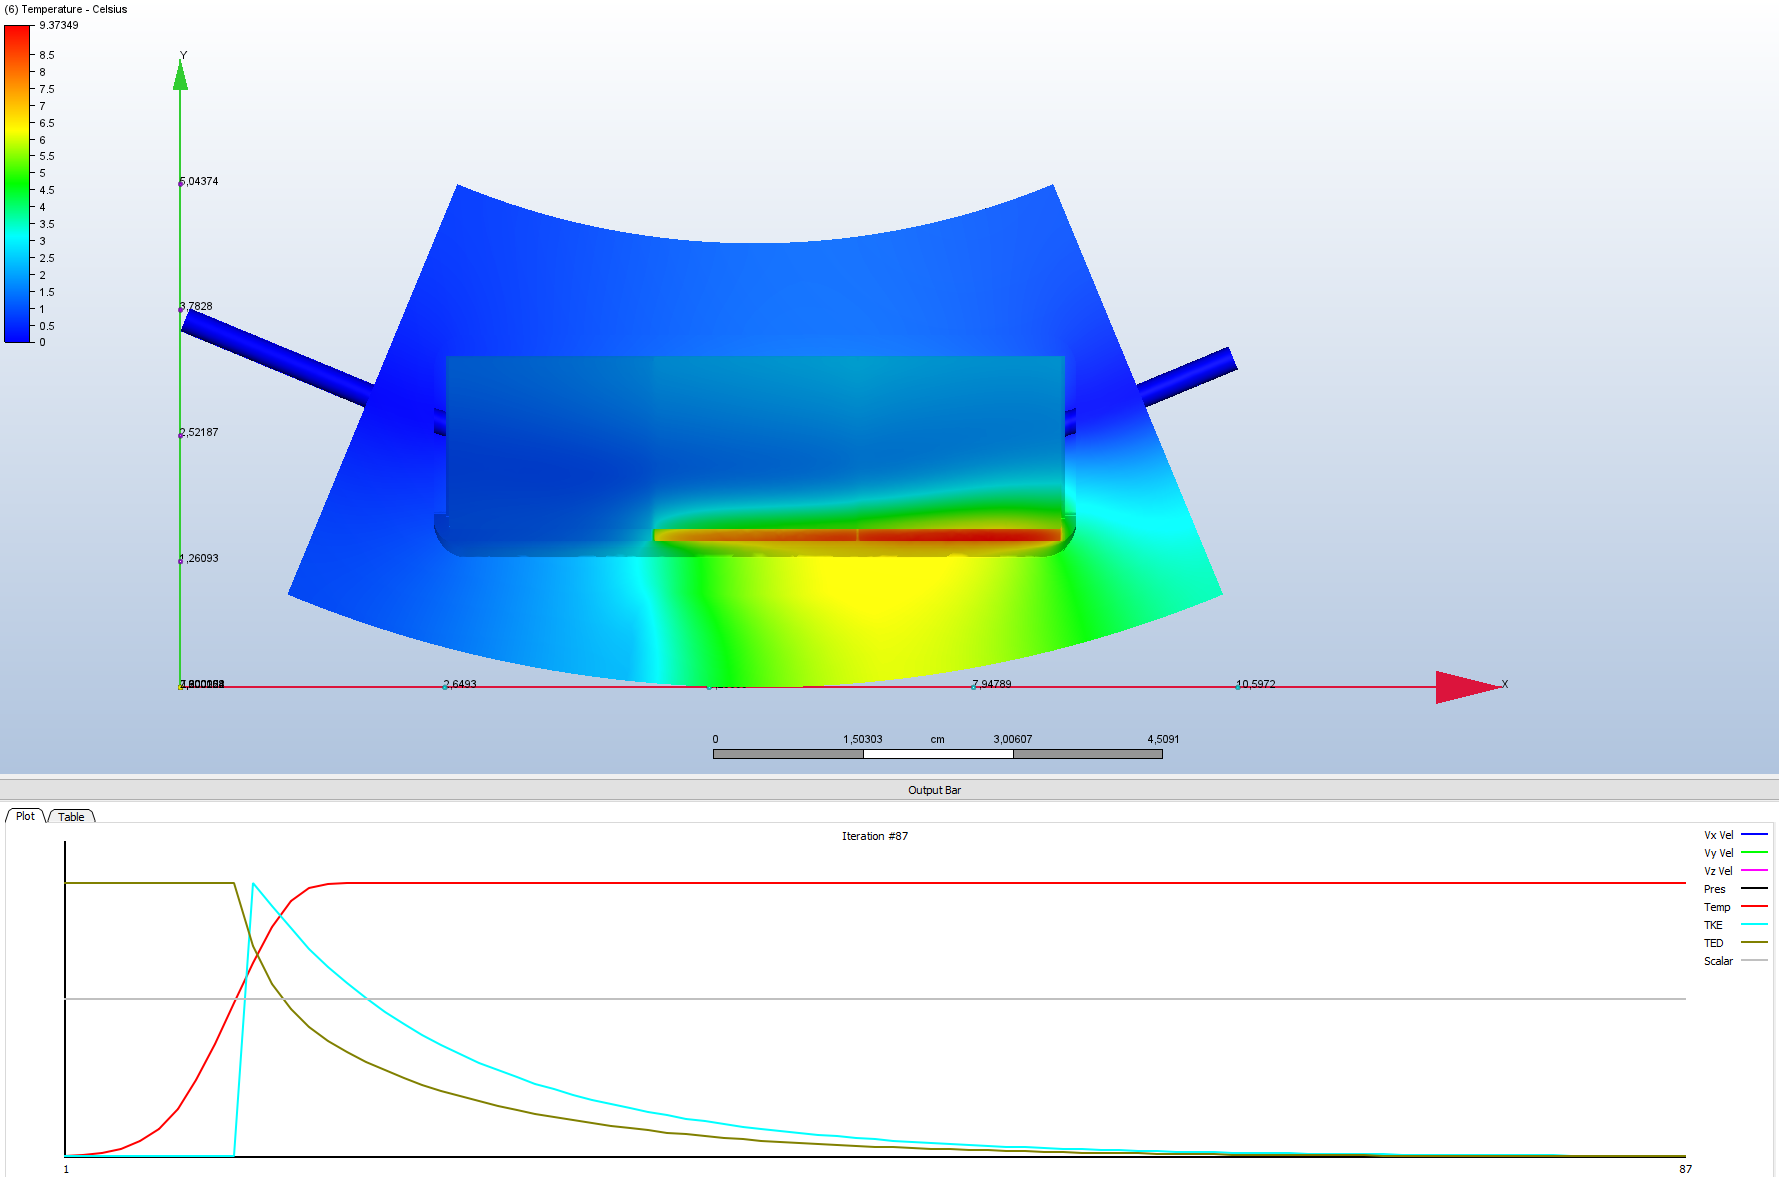 (6) Temperature - Celsius
9.37349
8.5
8
7.5
7
6.5
6
5.5
5
4.5
4
3.5
3
2.5
2
1.5
1
0.5
0
Y
5,04374
3,7828
2,52187
1,26093
2,6493
7,94789
10,5972
X
0
1,50303
cm
3,00607
4,5091
Output Bar
Plot
Table
Iteration #87
Vx Vel
Vy Vel
Vz Vel
Pres
Temp
TKE
TED
Scalar
1
87